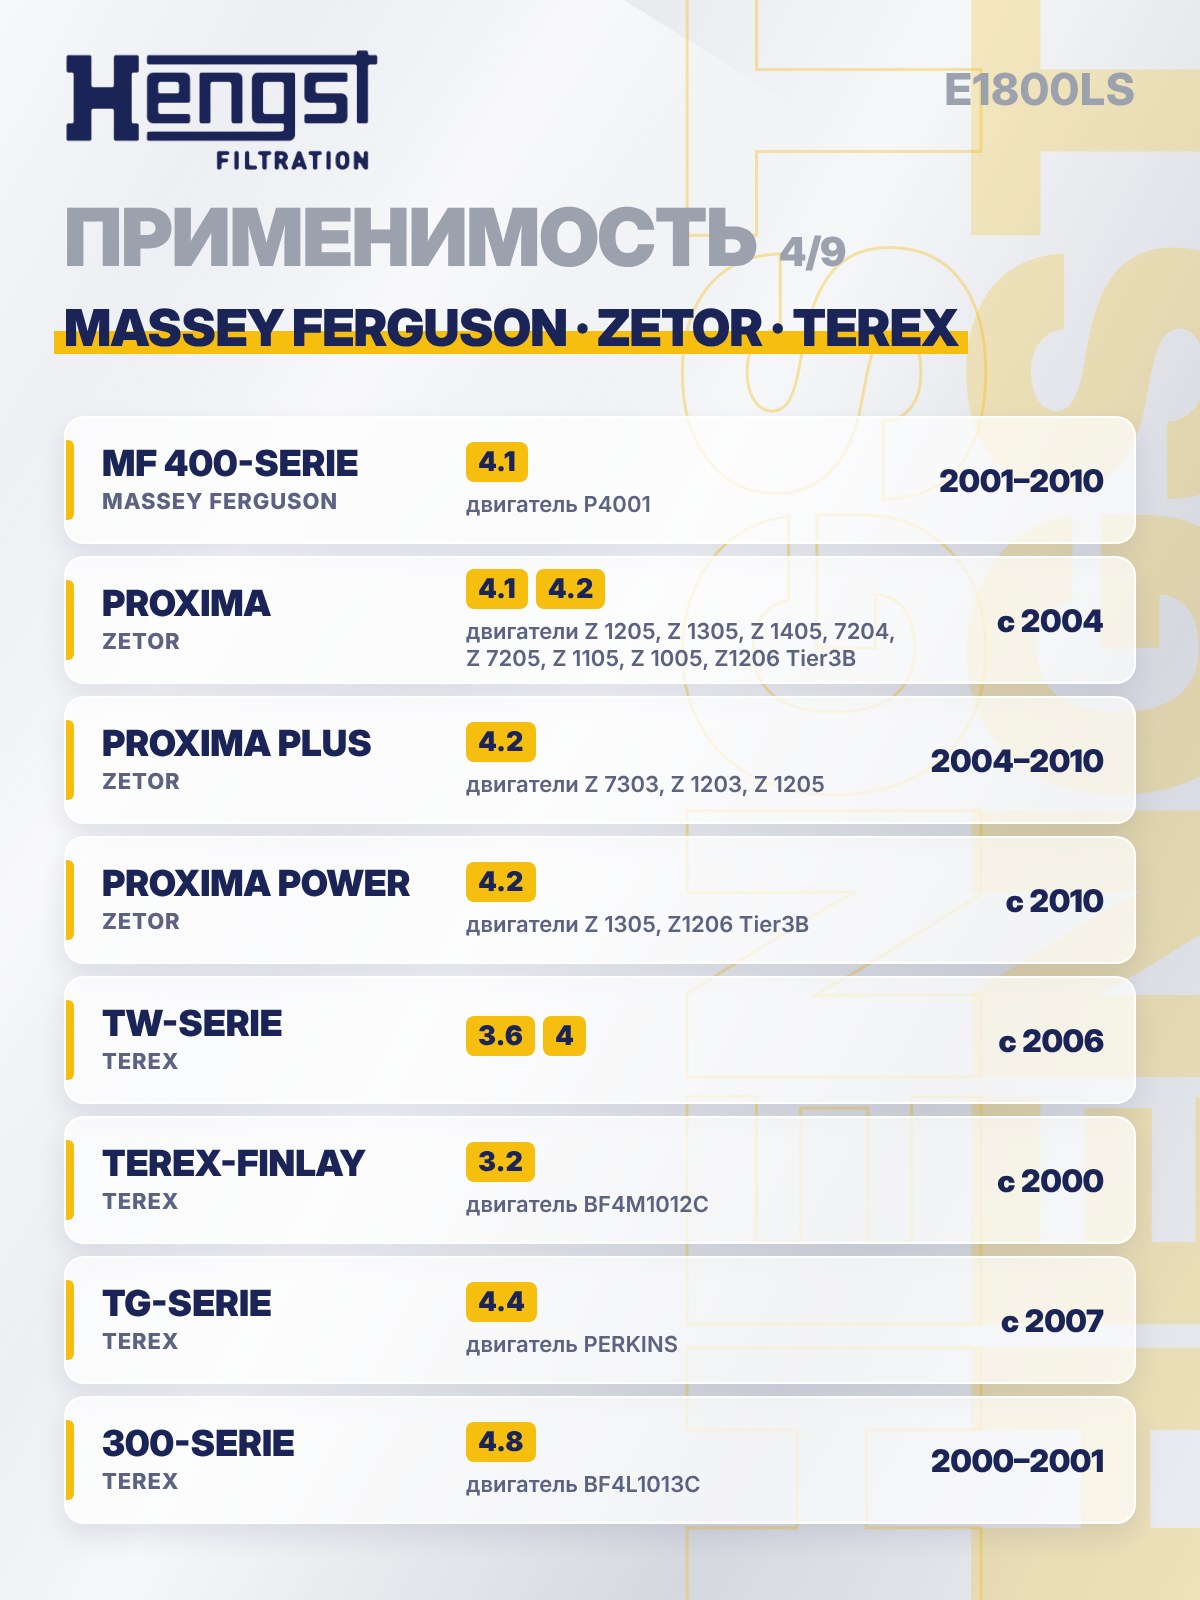 Hengst
FILTRATION
E1800LS
ПРИМЕНИМОСТЬ 4/9
MASSEY FERGUSON · ZETOR · TEREX
MF 400-SERIE
MASSEY FERGUSON
4.1
двигатель P4001
2001–2010
PROXIMA
ZETOR
4.1 4.2
двигатели Z 1205, Z 1305, Z 1405, 7204,
Z 7205, Z 1105, Z 1005, Z1206 Tier3B
с 2004
PROXIMA PLUS
ZETOR
4.2
двигатели Z 7303, Z 1203, Z 1205
2004–2010
PROXIMA POWER
ZETOR
4.2
двигатели Z 1305, Z1206 Tier3B
с 2010
TW-SERIE
TEREX
3.6 4
с 2006
TEREX-FINLAY
TEREX
3.2
двигатель BF4M1012C
с 2000
TG-SERIE
TEREX
4.4
двигатель PERKINS
с 2007
300-SERIE
TEREX
4.8
двигатель BF4L1013C
2000–2001
HENGST
HENGST